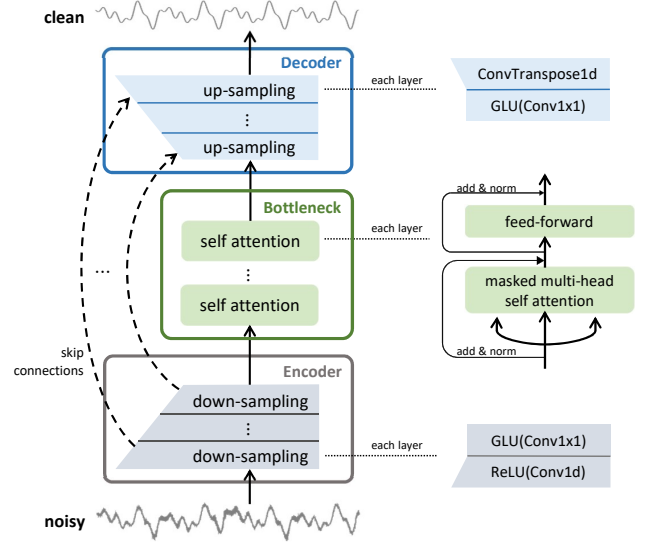 clean
Decoder
up-sampling
...
up-sampling
each layer
ConvTranspose1d
GLU(Conv1x1)
Bottleneck
self attention
...
self attention
each layer
add & norm
feed-forward
masked multi-head
self attention
add & norm
...
skip
connections
Encoder
down-sampling
...
down-sampling
each layer
GLU(Conv1x1)
ReLU(Conv1d)
noisy